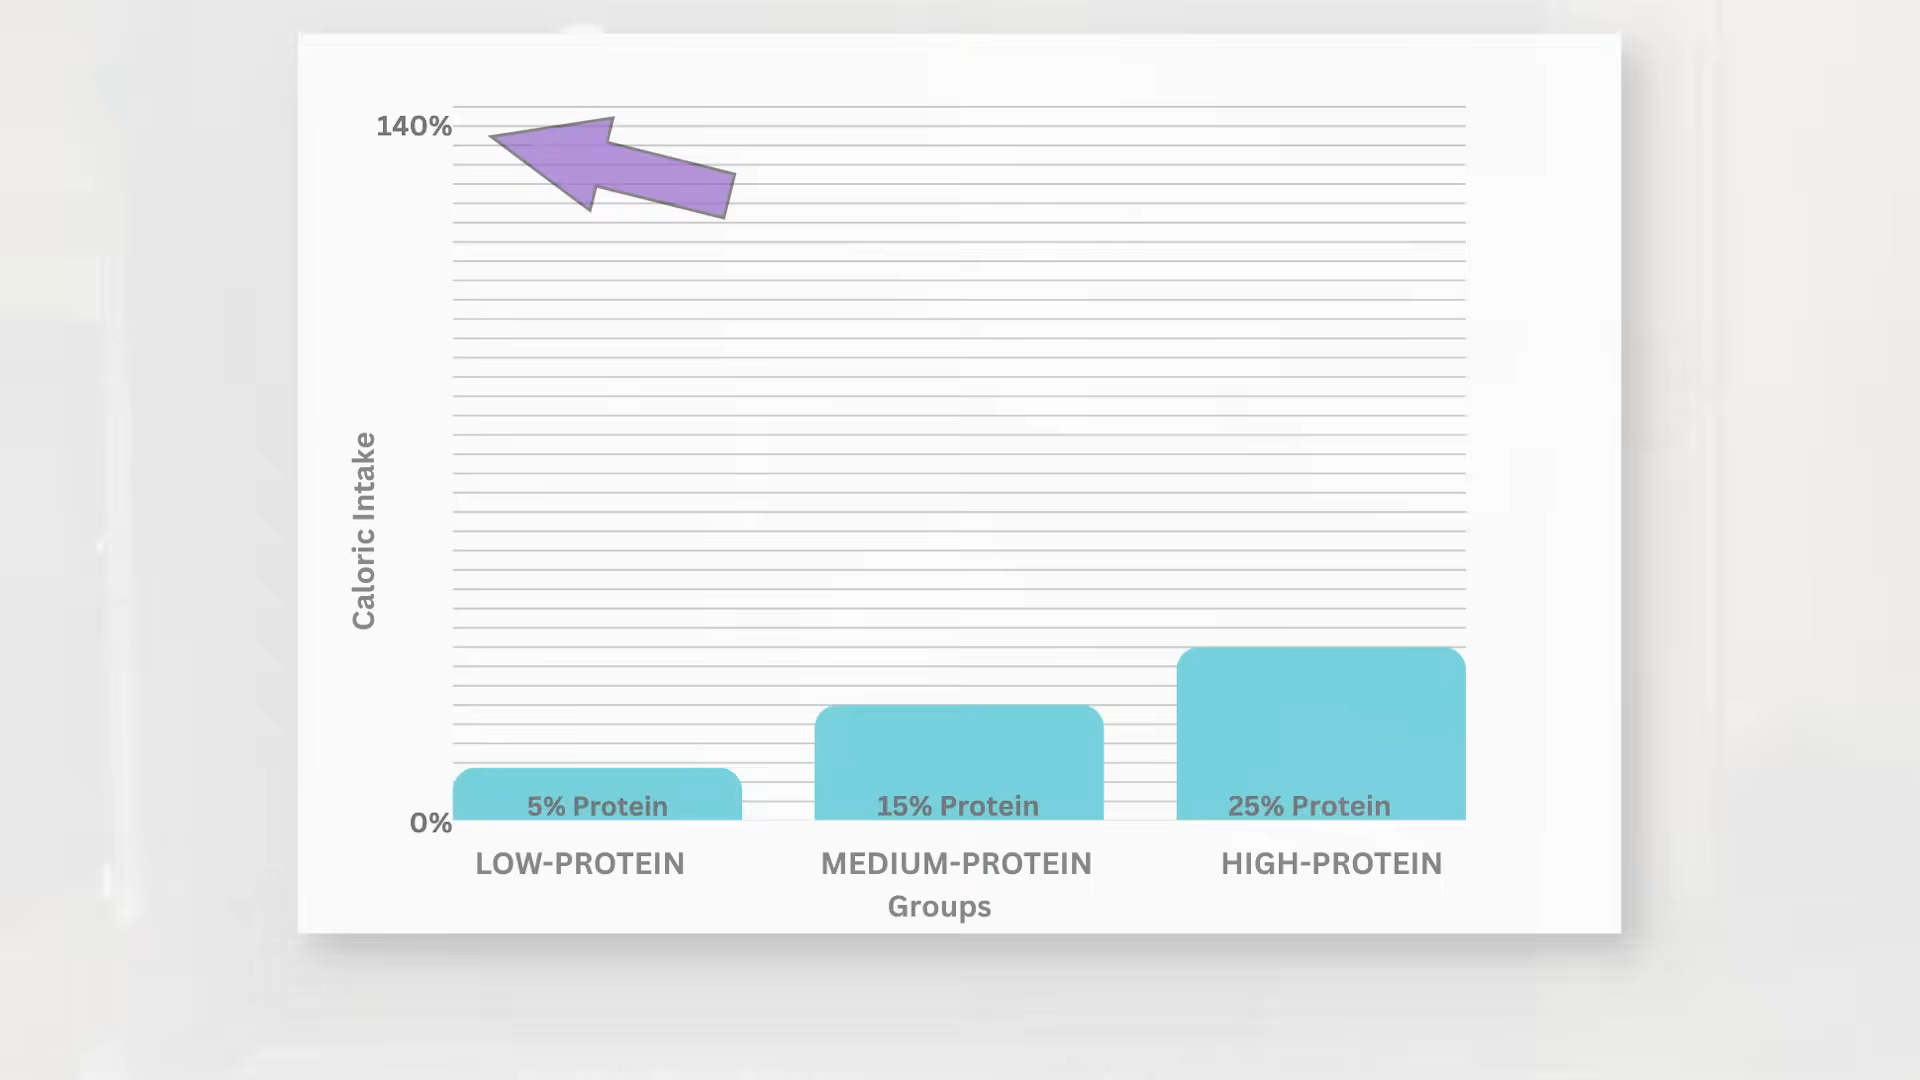 140%
Caloric Intake
0%
5% Protein
15% Protein
25% Protein
LOW-PROTEIN
MEDIUM-PROTEIN
HIGH-PROTEIN
Groups